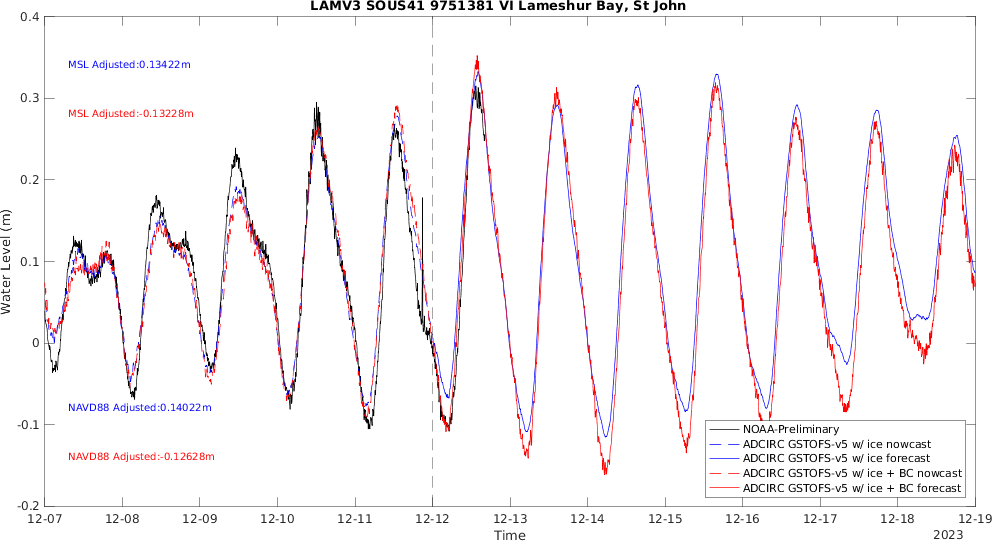 LAMV3 SOUS41 9751381 VI Lameshur Bay, St John
0.4
0.3
0.2
0.1
0
-0.1
-0.2
Water Level (m)
MSL Adjusted:0.13422m
MSL Adjusted:-0.13228m
NAVD88 Adjusted:0.14022m
NAVD88 Adjusted:-0.12628m
NOAA-Preliminary
ADCIRC GSTOFS-v5 w/ ice nowcast
ADCIRC GSTOFS-v5 w/ ice forecast
ADCIRC GSTOFS-v5 w/ ice + BC nowcast
ADCIRC GSTOFS-v5 w/ ice + BC forecast
12-07 12-08 12-09 12-10 12-11 12-12 12-13 12-14 12-15 12-16 12-17 12-18 12-19
Time
2023